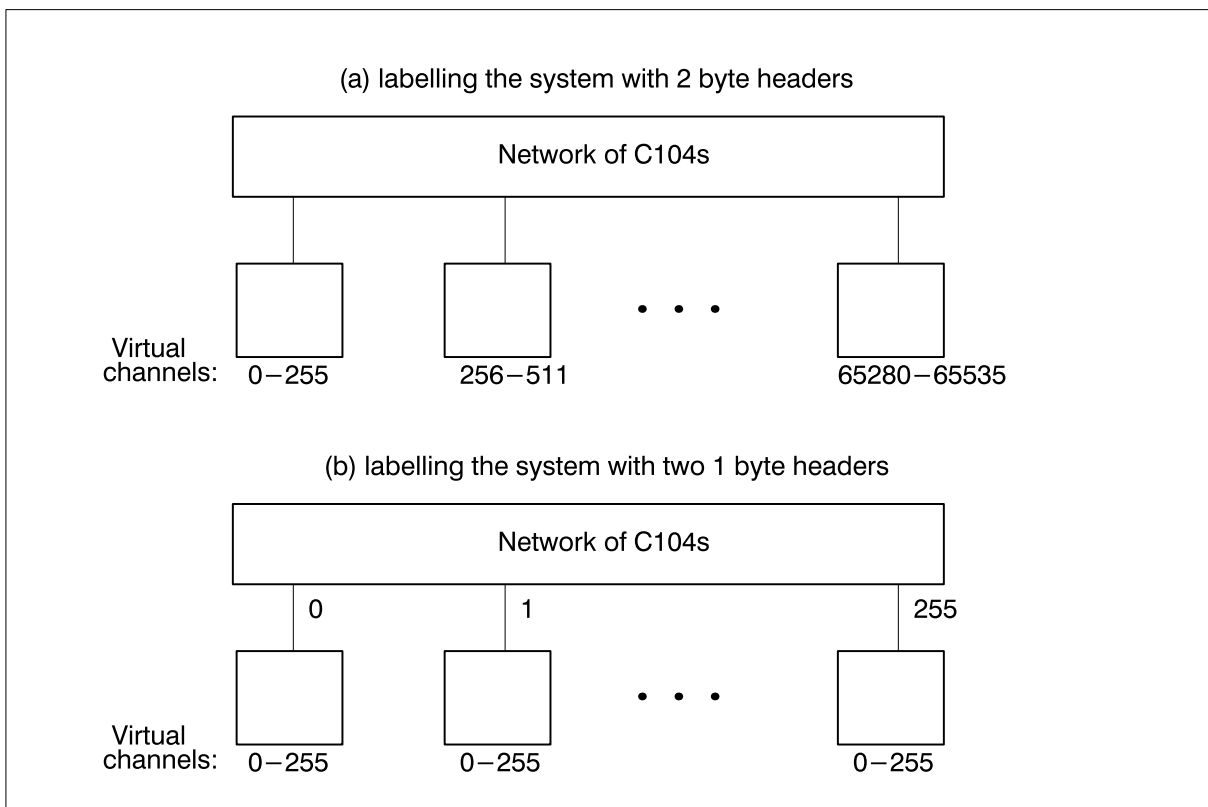 (a) labelling the system with 2 byte headers
Network of C104s
Virtual
channels:
0−255
256−511
65280−65535
(b) labelling the system with two 1 byte headers
Network of C104s
0
1
255
Virtual
channels:
0−255
0−255
0−255